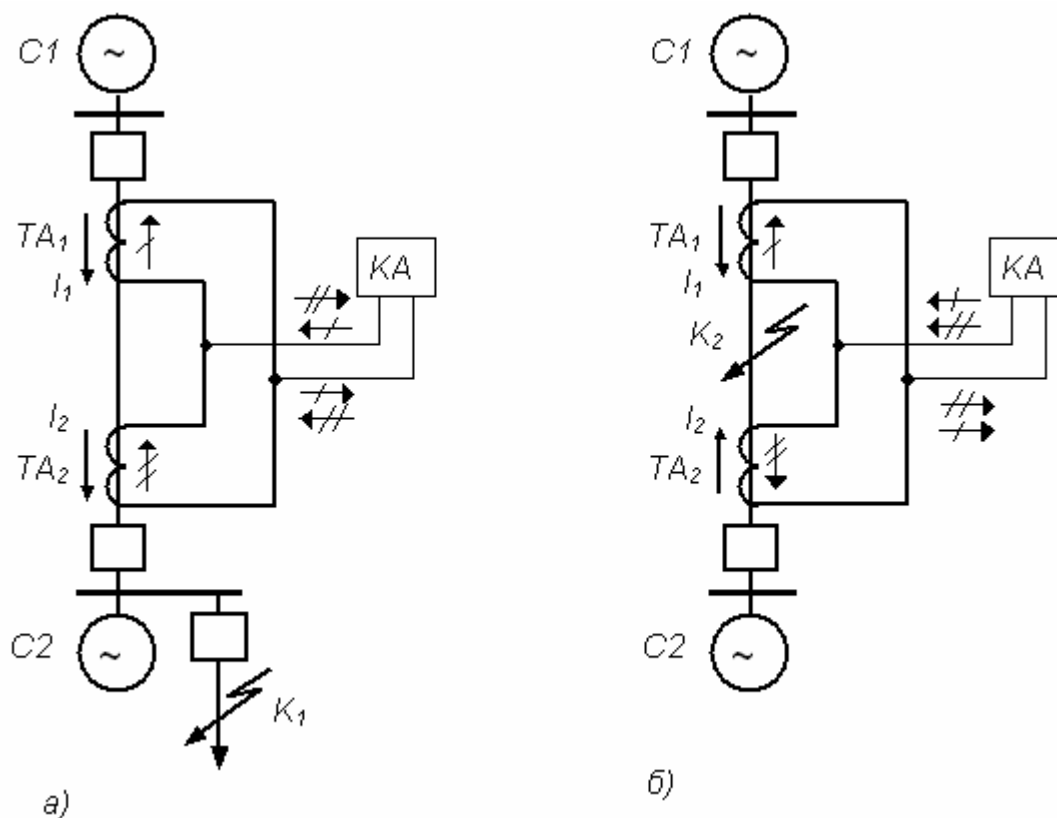 C1
~
TA₁
I₁
KA
I₂
TA₂
C2
~
K₁
а)
C1
~
TA₁
I₁
KA
K₂
I₂
TA₂
C2
~
б)